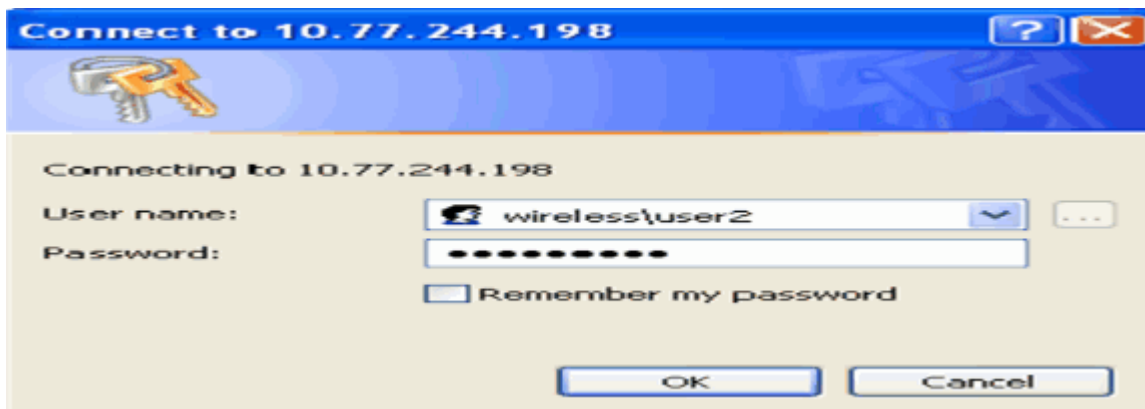 Connect to 10.77.244.198
Connecting to 10.77.244.198
User name: wireless\user2 ...
Password: •••••••••
Remember my password
OK Cancel